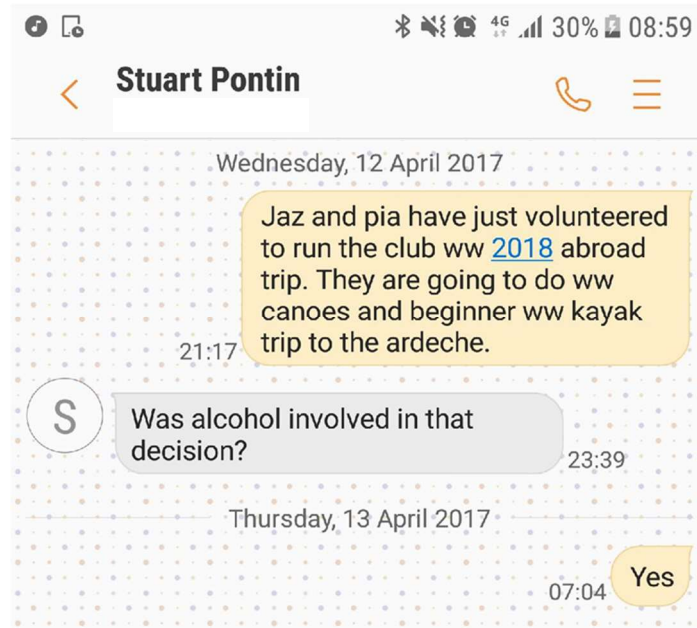 4G 30% 08:59
Stuart Pontin
Wednesday, 12 April 2017
Jaz and pia have just volunteered
to run the club ww 2018 abroad
trip. They are going to do ww
canoes and beginner ww kayak
trip to the ardeche.
21:17
S
Was alcohol involved in that
decision?
23:39
Thursday, 13 April 2017
Yes
07:04